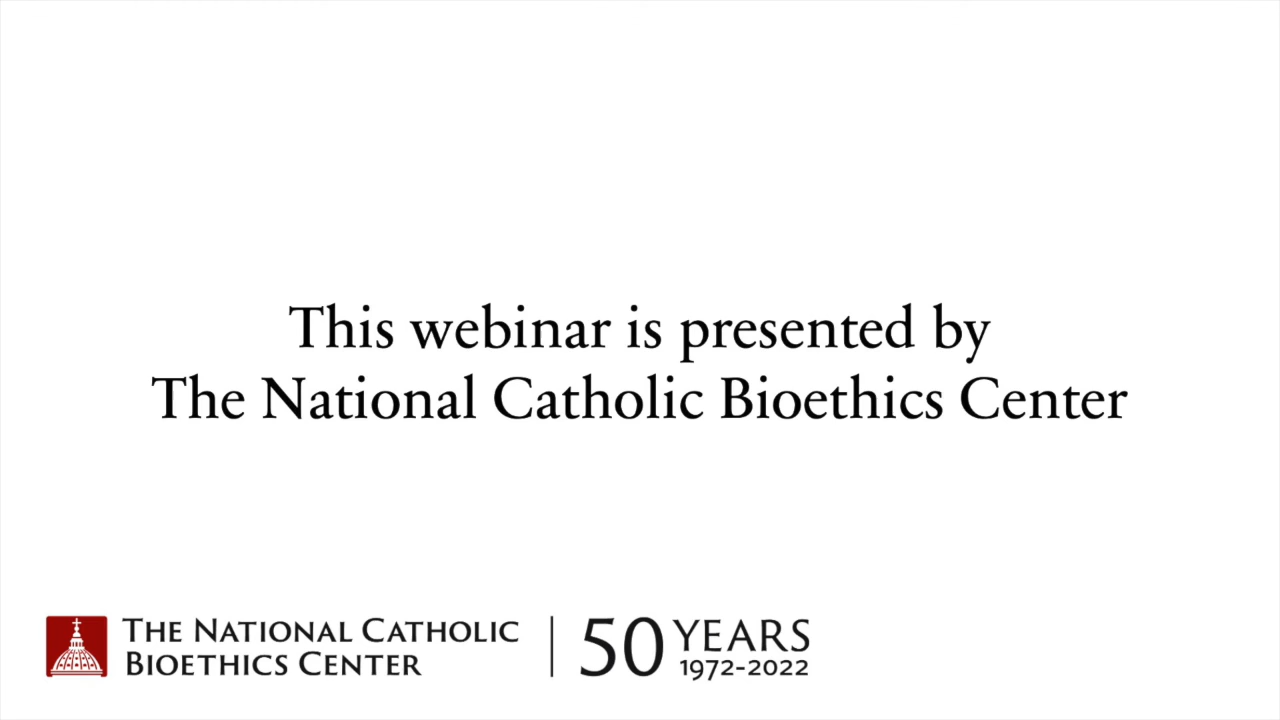 This webinar is presented by
The National Catholic Bioethics Center
THE NATIONAL CATHOLIC
BIOETHICS CENTER
50 YEARS
1972-2022